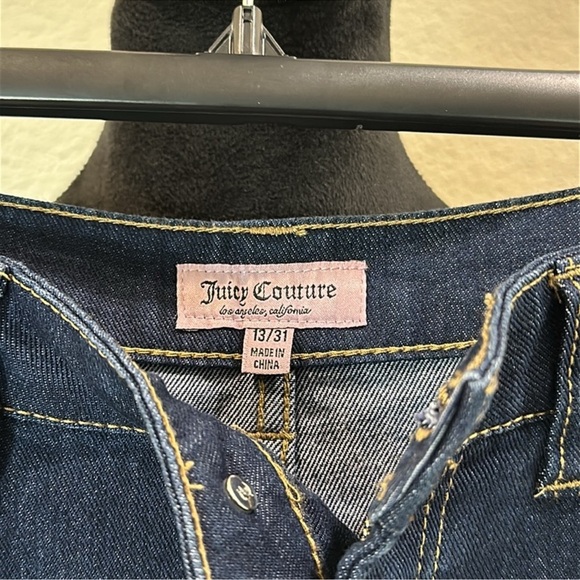 Juicy Couture
los angeles, california
13/31
MADE IN
CHINA